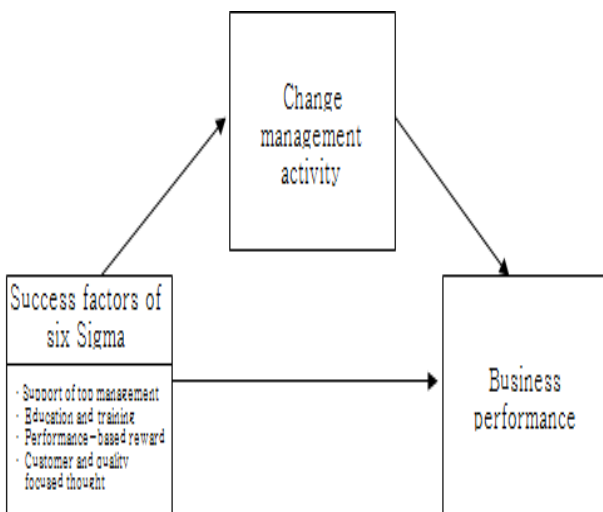 Change
management
activity
Success factors of
six Sigma
· Support of top management
· Education and training
· Performance-based reward
· Customer and quality
focused thought
Business
performance